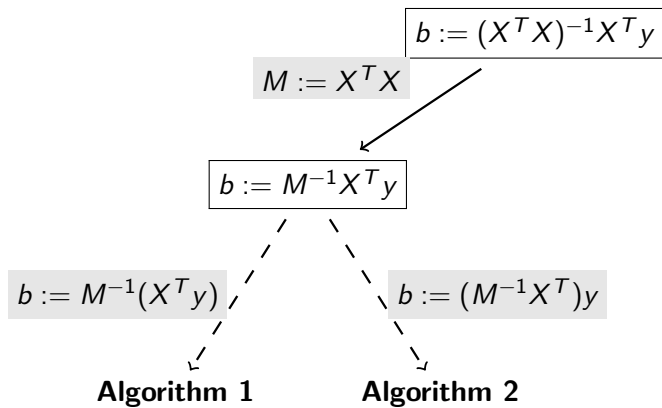 b := (X^T X)^{-1} X^T y
M := X^T X
b := M^{-1} X^T y
b := M^{-1}(X^T y)
b := (M^{-1} X^T)y
Algorithm 1
Algorithm 2